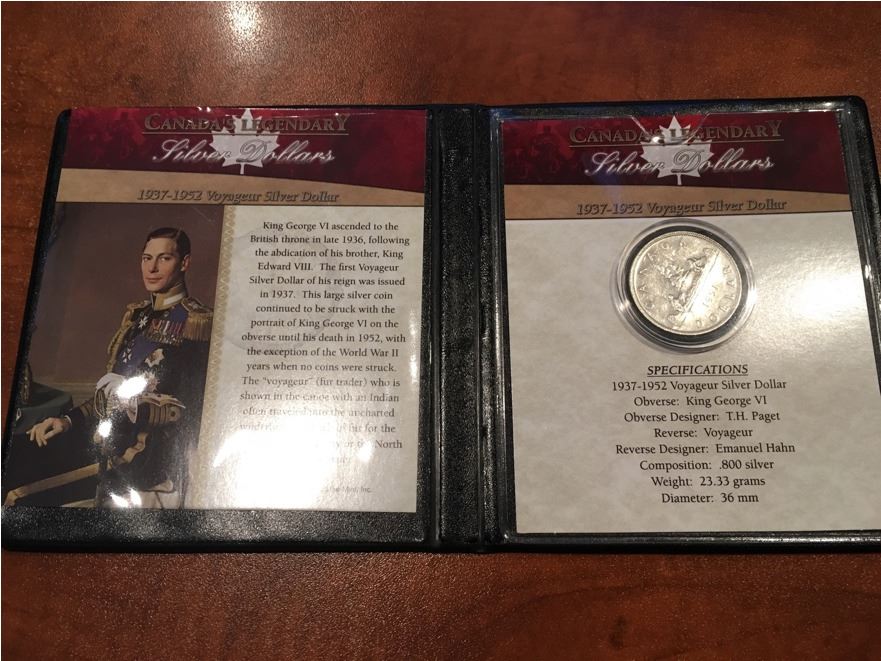 CANADA'S LEGENDARY
Silver Dollars
1937-1952 Voyageur Silver Dollar
King George VI ascended to the
British throne in late 1936, following
the abdication of his brother, King
Edward VIII. The first Voyageur
Silver Dollar of his reign was issued
in 1937. This large silver coin
continued to be struck with the
portrait of King George VI on the
obverse until his death in 1952, with
the exception of the World War II
years when no coins were struck.
The "voyageur" (fur trader) who is
shown in the canoe with an Indian
often traveled into the uncharted
fur for the
North
Mint, Inc.
CANADA'S LEGENDARY
Silver Dollars
1937-1952 Voyageur Silver Dollar
CANADA
DOLLAR
SPECIFICATIONS
1937-1952 Voyageur Silver Dollar
Obverse: King George VI
Obverse Designer: T.H. Paget
Reverse: Voyageur
Reverse Designer: Emanuel Hahn
Composition: .800 silver
Weight: 23.33 grams
Diameter: 36 mm